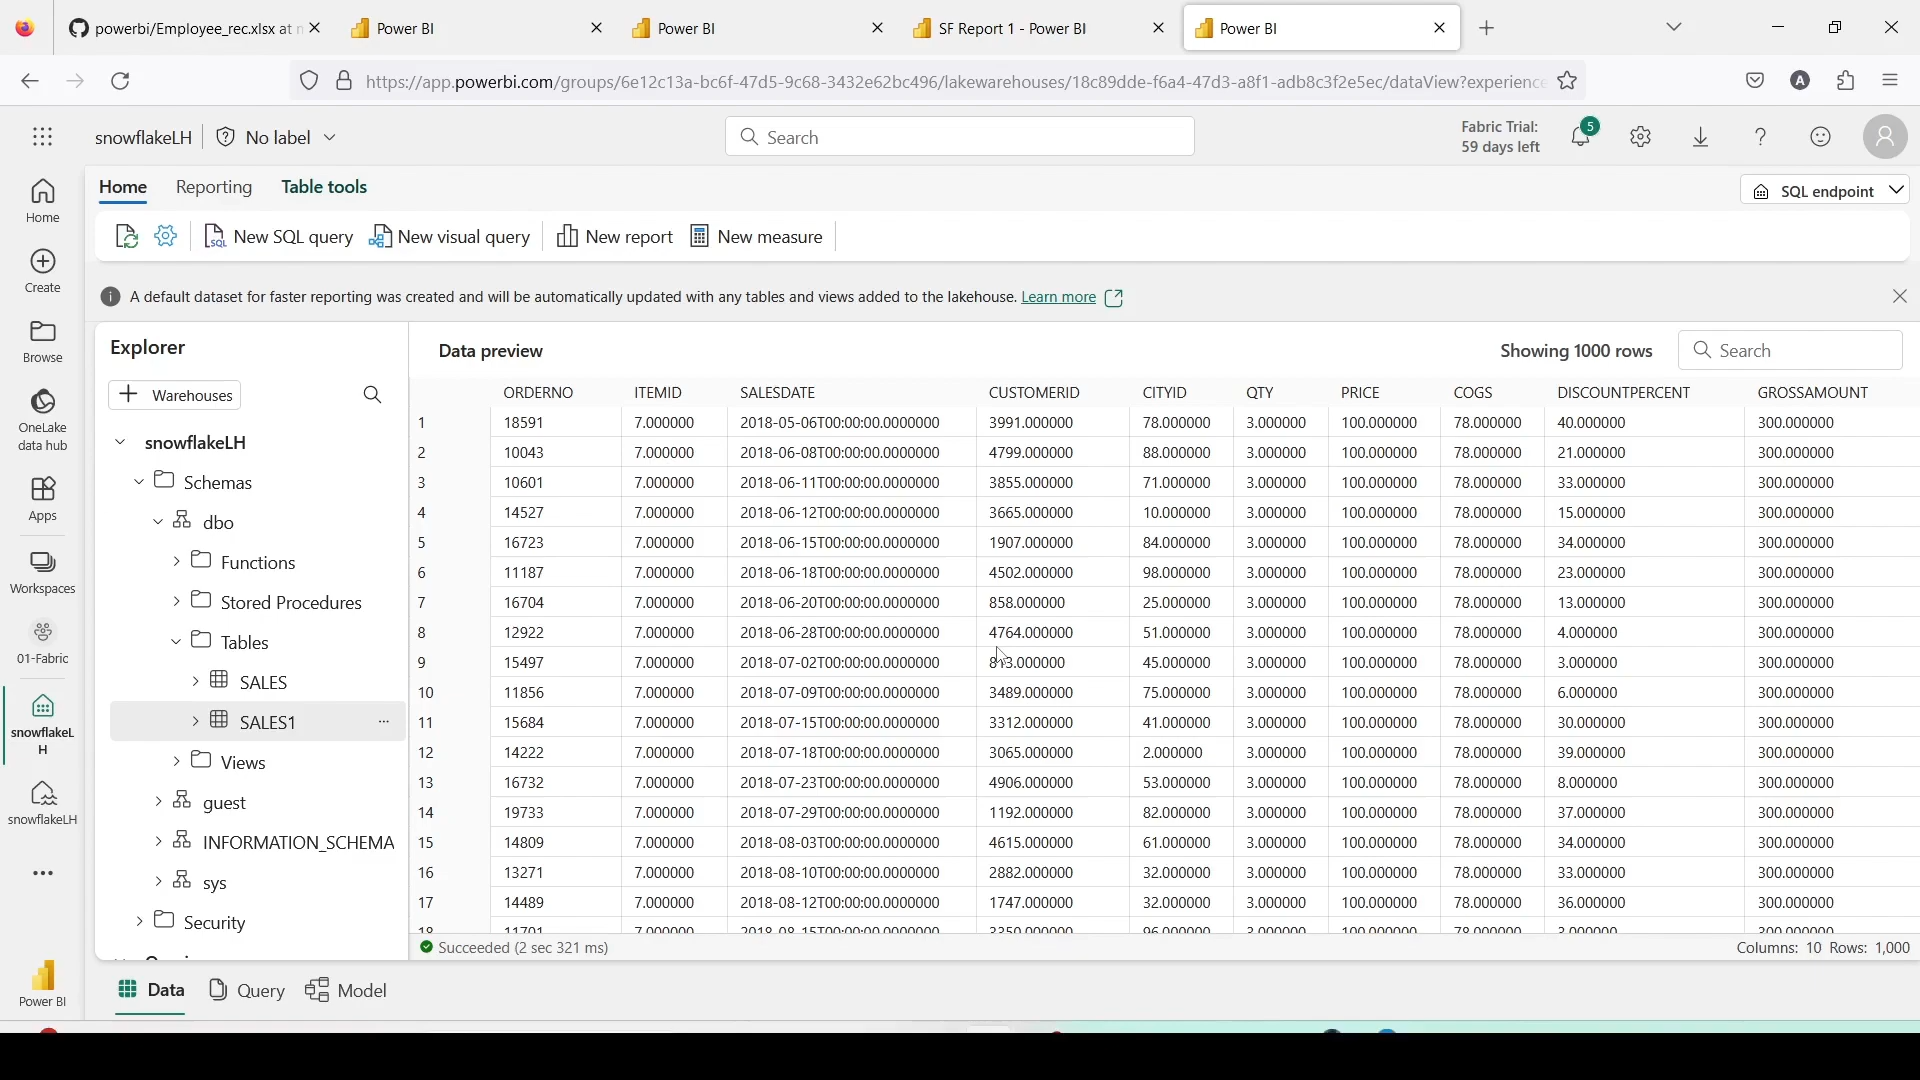 powerbi/Employee_rec.xlsx at m
Power BI
Power BI
SF Report 1 - Power BI
Power BI
https://app.powerbi.com/groups/6e12c13a-bc6f-47d5-9c68-3432e62bc496/lakewarehouses/18c89dde-f6a4-47d3-a8f1-adb8c3f2e5ec/dataView?experience
A
snowflakeLH
No label
Search
Fabric Trial:
59 days left
5
?
Home Reporting Table tools
SQL endpoint
New SQL query New visual query New report New measure
A default dataset for faster reporting was created and will be automatically updated with any tables and views added to the lakehouse. Learn more
Home
Create
Browse
OneLake
data hub
Apps
Workspaces
01-Fabric
snowflakeL
H
snowflakeLH
...
Power BI
Explorer
+ Warehouses
snowflakeLH
Schemas
dbo
Functions
Stored Procedures
Tables
SALES
SALES1 ...
Views
guest
INFORMATION_SCHEMA
sys
Security
Data preview
Showing 1000 rows
Search
ORDERNO ITEMID SALESDATE CUSTOMERID CITYID QTY PRICE COGS DISCOUNTPERCENT GROSSAMOUNT
1 18591 7.000000 2018-05-06T00:00:00.0000000 3991.000000 78.000000 3.000000 100.000000 78.000000 40.000000 300.000000
2 10043 7.000000 2018-06-08T00:00:00.0000000 4799.000000 88.000000 3.000000 100.000000 78.000000 21.000000 300.000000
3 10601 7.000000 2018-06-11T00:00:00.0000000 3855.000000 71.000000 3.000000 100.000000 78.000000 33.000000 300.000000
4 14527 7.000000 2018-06-12T00:00:00.0000000 3665.000000 10.000000 3.000000 100.000000 78.000000 15.000000 300.000000
5 16723 7.000000 2018-06-15T00:00:00.0000000 1907.000000 84.000000 3.000000 100.000000 78.000000 34.000000 300.000000
6 11187 7.000000 2018-06-18T00:00:00.0000000 4502.000000 98.000000 3.000000 100.000000 78.000000 23.000000 300.000000
7 16704 7.000000 2018-06-20T00:00:00.0000000 858.000000 25.000000 3.000000 100.000000 78.000000 13.000000 300.000000
8 12922 7.000000 2018-06-28T00:00:00.0000000 4764.000000 51.000000 3.000000 100.000000 78.000000 4.000000 300.000000
9 15497 7.000000 2018-07-02T00:00:00.0000000 45.000000 3.000000 100.000000 78.000000 3.000000 300.000000
10 11856 7.000000 2018-07-09T00:00:00.0000000 3489.000000 75.000000 3.000000 100.000000 78.000000 6.000000 300.000000
11 15684 7.000000 2018-07-15T00:00:00.0000000 3312.000000 41.000000 3.000000 100.000000 78.000000 30.000000 300.000000
12 14222 7.000000 2018-07-18T00:00:00.0000000 3065.000000 2.000000 3.000000 100.000000 78.000000 39.000000 300.000000
13 16732 7.000000 2018-07-23T00:00:00.0000000 4906.000000 53.000000 3.000000 100.000000 78.000000 8.000000 300.000000
14 19733 7.000000 2018-07-29T00:00:00.0000000 1192.000000 82.000000 3.000000 100.000000 78.000000 37.000000 300.000000
15 14809 7.000000 2018-08-03T00:00:00.0000000 4615.000000 61.000000 3.000000 100.000000 78.000000 34.000000 300.000000
16 13271 7.000000 2018-08-10T00:00:00.0000000 2882.000000 32.000000 3.000000 100.000000 78.000000 33.000000 300.000000
17 14489 7.000000 2018-08-12T00:00:00.0000000 1747.000000 32.000000 3.000000 100.000000 78.000000 36.000000 300.000000
Succeeded (2 sec 321 ms)
Columns: 10 Rows: 1,000
Data Query Model